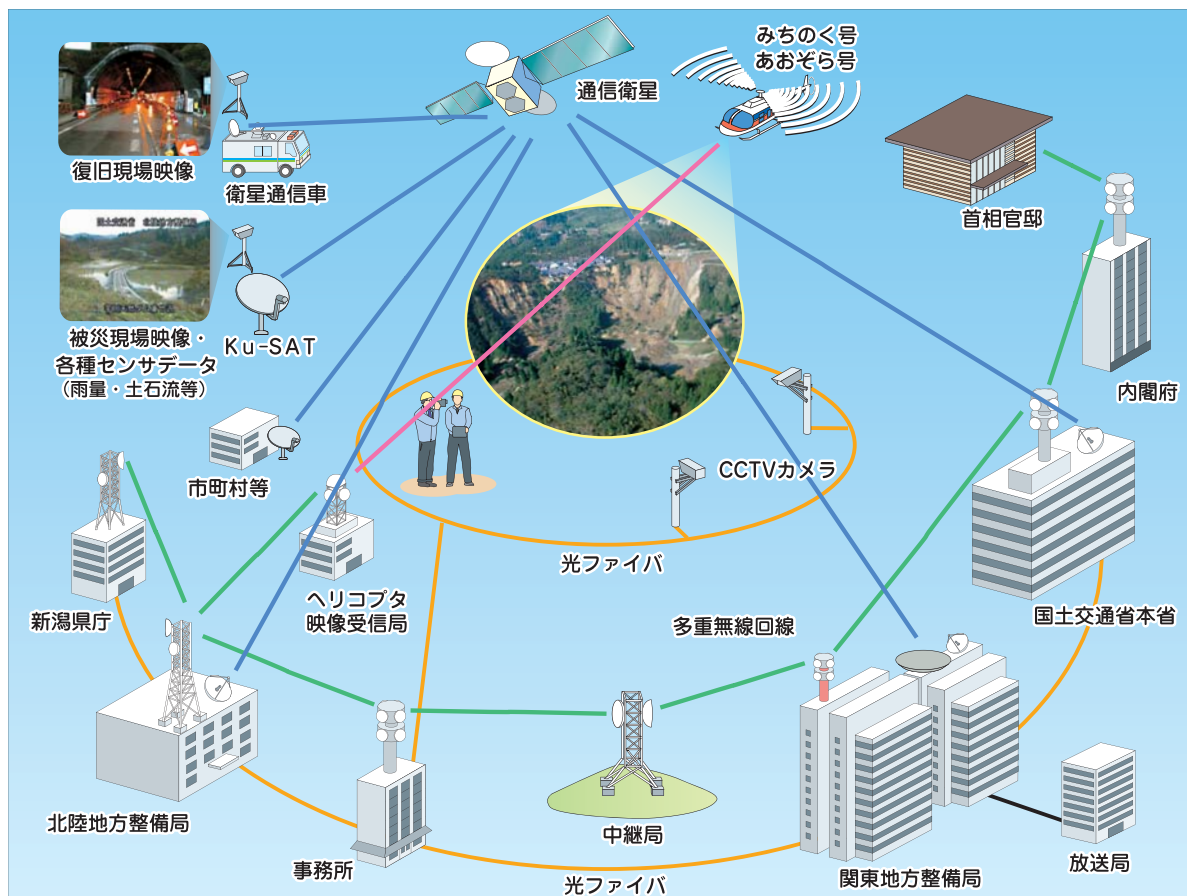 みちのく号
あおぞら号
通信衛星
復旧現場映像
衛星通信車
首相官邸
内閣府
被災現場映像・
各種センサデータ
(雨量・土石流等)
Ku-SAT
市町村等
CCTVカメラ
光ファイバ
新潟県庁
ヘリコプタ
映像受信局
多重無線回線
国土交通省本省
北陸地方整備局
事務所
中継局
光ファイバ
関東地方整備局
放送局